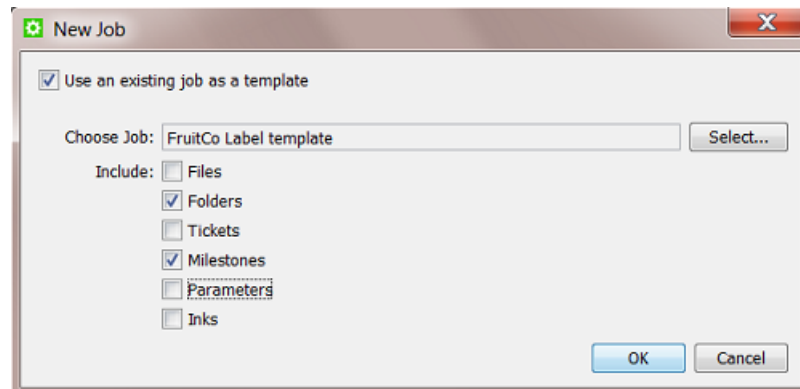 New Job
Use an existing job as a template
Choose Job: FruitCo Label template Select...
Include: Files
Folders
Tickets
Milestones
Parameters
Inks
OK Cancel